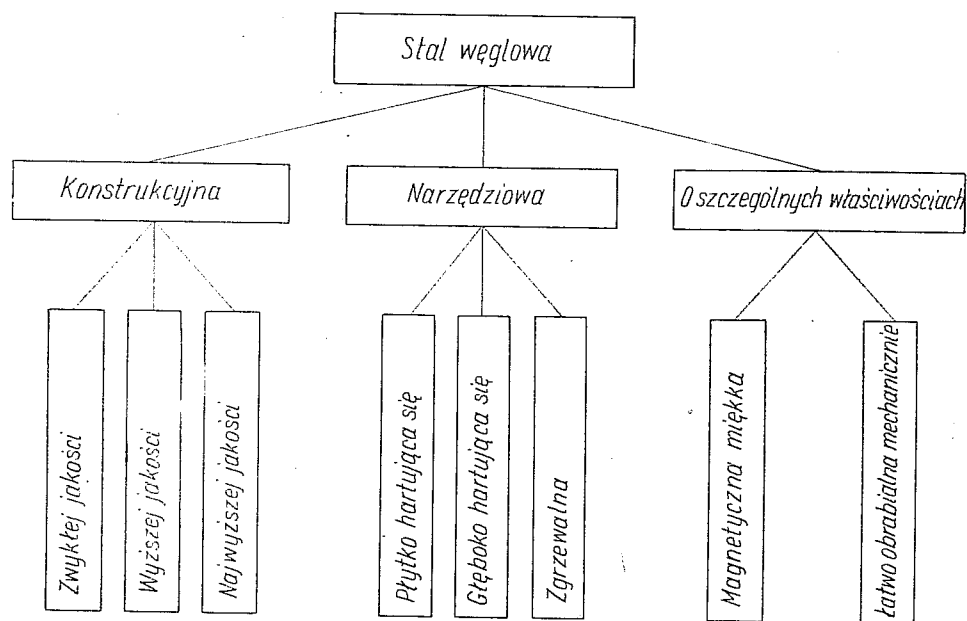 Stal węglowa
Konstrukcyjna
Narzędziowa
O szczególnych właściwościach
Zwykłej jakości
Wyższej jakości
Najwyższej jakości
Płytko hartująca się
Głęboko hartująca się
Zgrzewalna
Magnetyczna miękka
Łatwo obrabialna mechanicznie